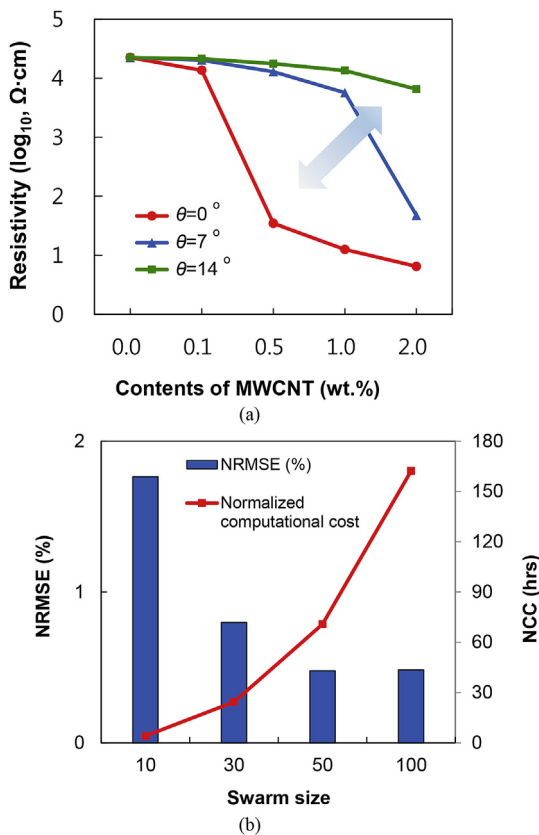 5
4
3
2
1
0
Resistivity (log10, Ω·cm)
θ=0 °
θ=7 °
θ=14 °
0.0 0.1 0.5 1.0 2.0
Contents of MWCNT (wt.%)
(a)
2
1
0
NRMSE (%)
NRMSE (%)
Normalized
computational cost
180
150
120
90
60
30
0
NCC (hrs)
10 30 50 100
Swarm size
(b)